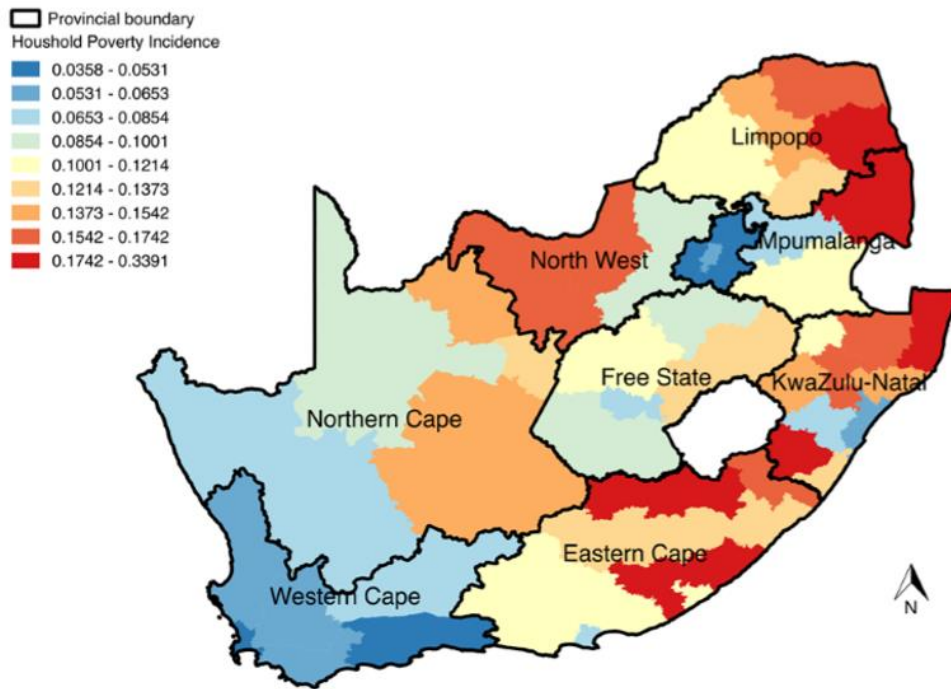 Provincial boundary
Houshold Poverty Incidence
0.0358 - 0.0531
0.0531 - 0.0653
0.0653 - 0.0854
0.0854 - 0.1001
0.1001 - 0.1214
0.1214 - 0.1373
0.1373 - 0.1542
0.1542 - 0.1742
0.1742 - 0.3391
Limpopo
Mpumalanga
North West
Free State
KwaZulu-Natal
Northern Cape
Eastern Cape
Western Cape
N